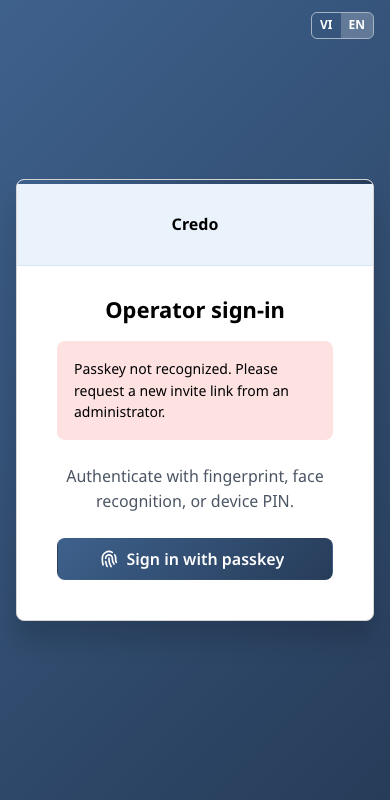 VI EN
Credo
Operator sign-in
Passkey not recognized. Please
request a new invite link from an
administrator.
Authenticate with fingerprint, face
recognition, or device PIN.
Sign in with passkey